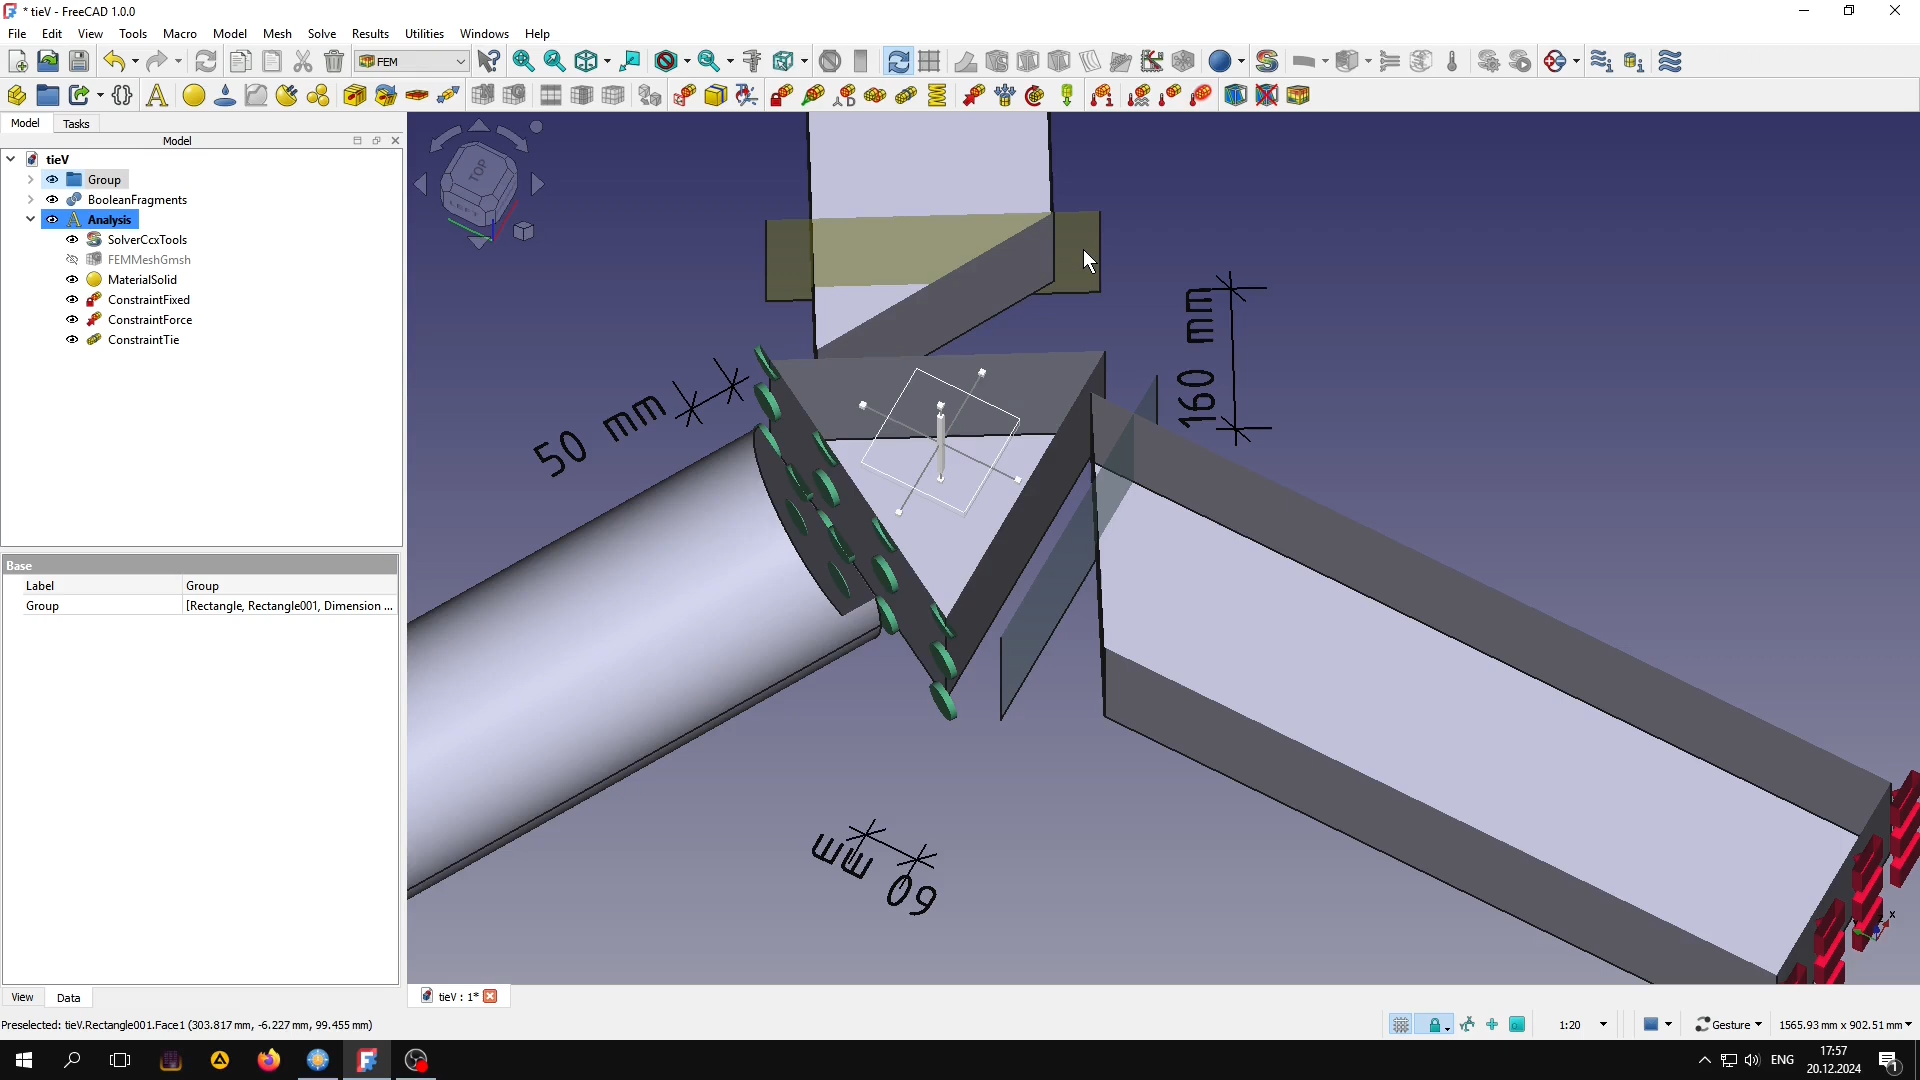 * tieV - FreeCAD 1.0.0
File Edit View Tools Macro Model Mesh Solve Results Utilities Windows Help
FEM
Model Tasks
Model
tieV
Group
BooleanFragments
Analysis
SolverCcxTools
FEMMeshGmsh
MaterialSolid
ConstraintFixed
ConstraintForce
ConstraintTie
TOP
LEFT
50 mm
160 mm
60 mm
x
Base
Label Group
Group [Rectangle, Rectangle001, Dimension ...
View Data
tieV : 1*
Preselected: tieV.Rectangle001.Face1 (303.817 mm, -6.227 mm, 99.455 mm)
1:20
Gesture
1565.93 mm x 902.51 mm
ENG
17:57
20.12.2024
1